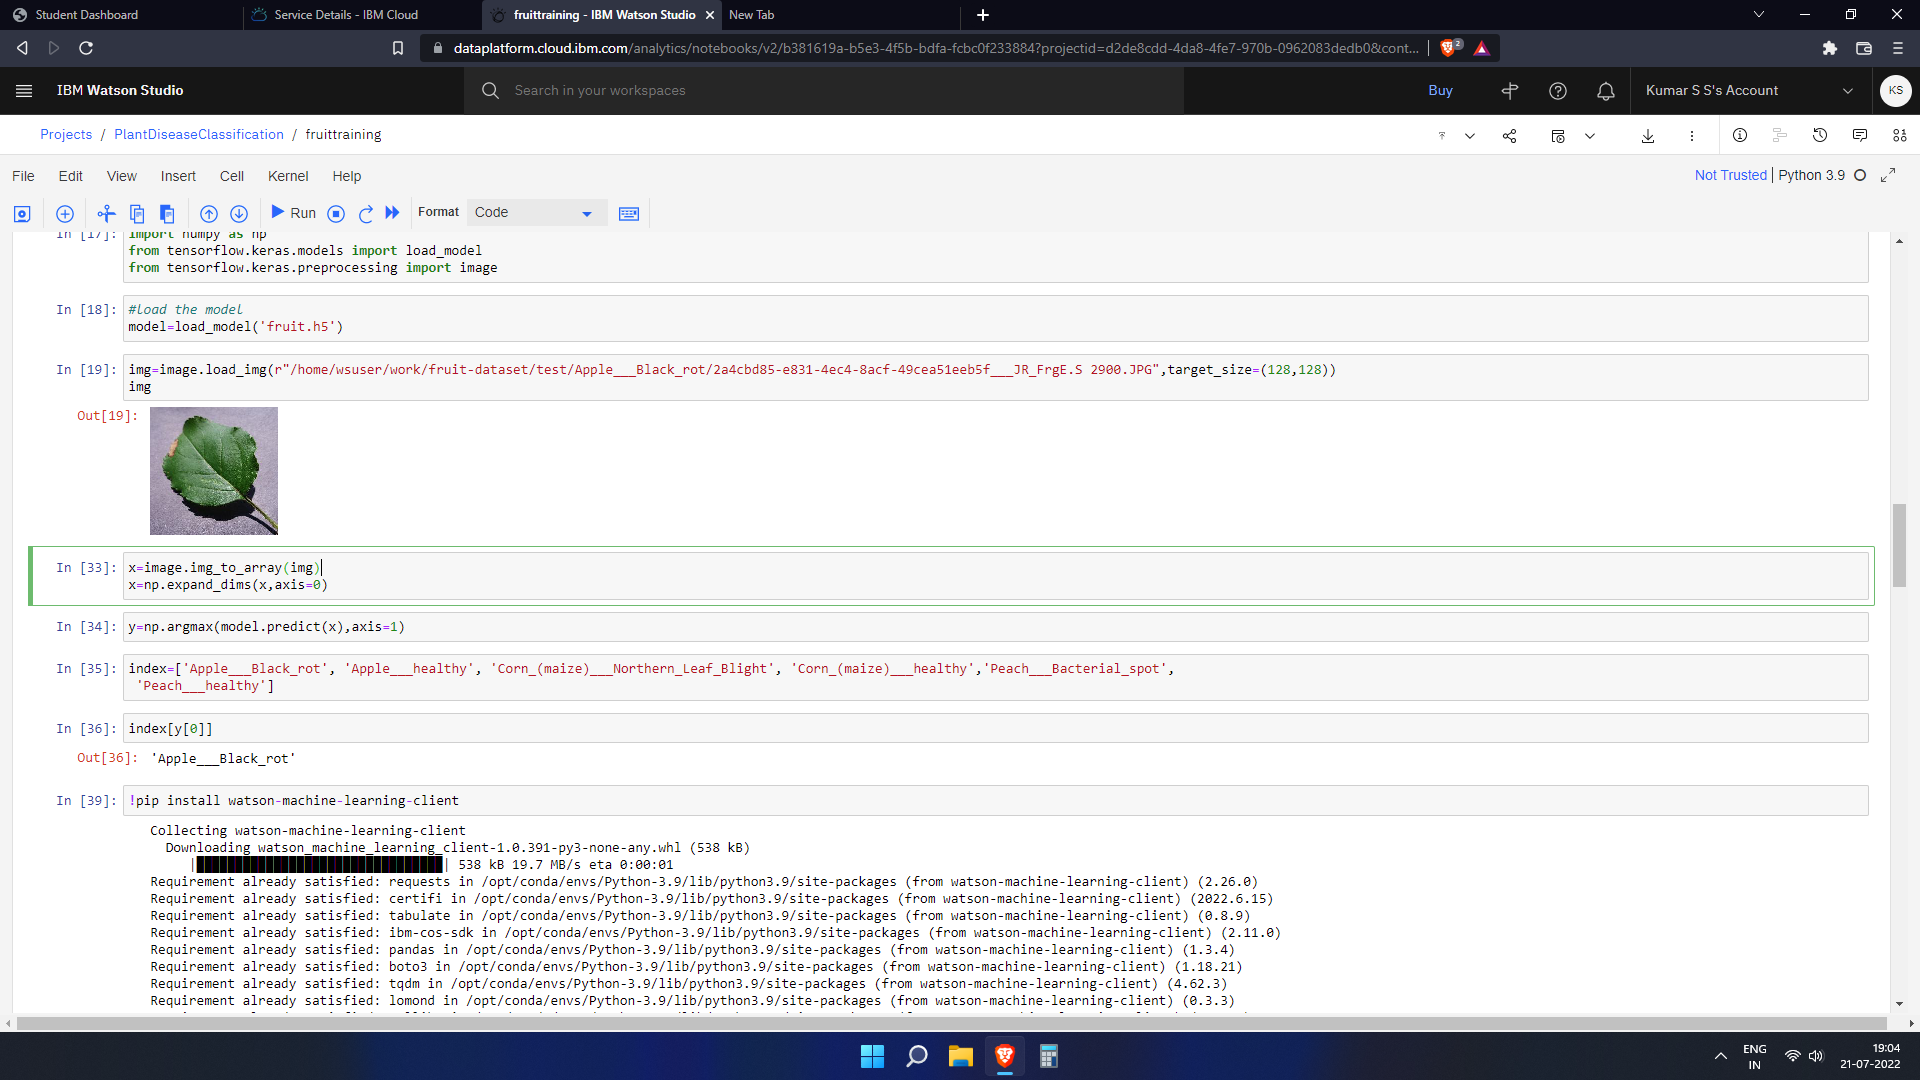 Student Dashboard
Service Details - IBM Cloud
fruittraining - IBM Watson Studio
New Tab
dataplatform.cloud.ibm.com/analytics/notebooks/v2/b381619a-b5e3-4f5b-bdfa-fcbc0f233884?projectid=d2de8cdd-4da8-4fe7-970b-0962083dedb0&cont...
2
IBM Watson Studio
Search in your workspaces
Buy
Kumar S S's Account
KS
Projects / PlantDiseaseClassification / fruittraining
File Edit View Insert Cell Kernel Help
Not Trusted | Python 3.9
Run
Format
Code
In [17]: import numpy as np
from tensorflow.keras.models import load_model
from tensorflow.keras.preprocessing import image
In [18]: #load the model
model=load_model('fruit.h5')
In [19]: img=image.load_img(r"/home/wsuser/work/fruit-dataset/test/Apple___Black_rot/2a4cbd85-e831-4ec4-8acf-49cea51eeb5f___JR_FrgE.S 2900.JPG",target_size=(128,128))
img
Out[19]:
In [33]: x=image.img_to_array(img)
x=np.expand_dims(x,axis=0)
In [34]: y=np.argmax(model.predict(x),axis=1)
In [35]: index=['Apple___Black_rot', 'Apple___healthy', 'Corn_(maize)___Northern_Leaf_Blight', 'Corn_(maize)___healthy','Peach___Bacterial_spot',
'Peach___healthy']
In [36]: index[y[0]]
Out[36]: 'Apple___Black_rot'
In [39]: !pip install watson-machine-learning-client
Collecting watson-machine-learning-client
Downloading watson_machine_learning_client-1.0.391-py3-none-any.whl (538 kB)
| | 538 kB 19.7 MB/s eta 0:00:01
Requirement already satisfied: requests in /opt/conda/envs/Python-3.9/lib/python3.9/site-packages (from watson-machine-learning-client) (2.26.0)
Requirement already satisfied: certifi in /opt/conda/envs/Python-3.9/lib/python3.9/site-packages (from watson-machine-learning-client) (2022.6.15)
Requirement already satisfied: tabulate in /opt/conda/envs/Python-3.9/lib/python3.9/site-packages (from watson-machine-learning-client) (0.8.9)
Requirement already satisfied: ibm-cos-sdk in /opt/conda/envs/Python-3.9/lib/python3.9/site-packages (from watson-machine-learning-client) (2.11.0)
Requirement already satisfied: pandas in /opt/conda/envs/Python-3.9/lib/python3.9/site-packages (from watson-machine-learning-client) (1.3.4)
Requirement already satisfied: boto3 in /opt/conda/envs/Python-3.9/lib/python3.9/site-packages (from watson-machine-learning-client) (1.18.21)
Requirement already satisfied: tqdm in /opt/conda/envs/Python-3.9/lib/python3.9/site-packages (from watson-machine-learning-client) (4.62.3)
Requirement already satisfied: lomond in /opt/conda/envs/Python-3.9/lib/python3.9/site-packages (from watson-machine-learning-client) (0.3.3)
ENG
IN
19:04
21-07-2022